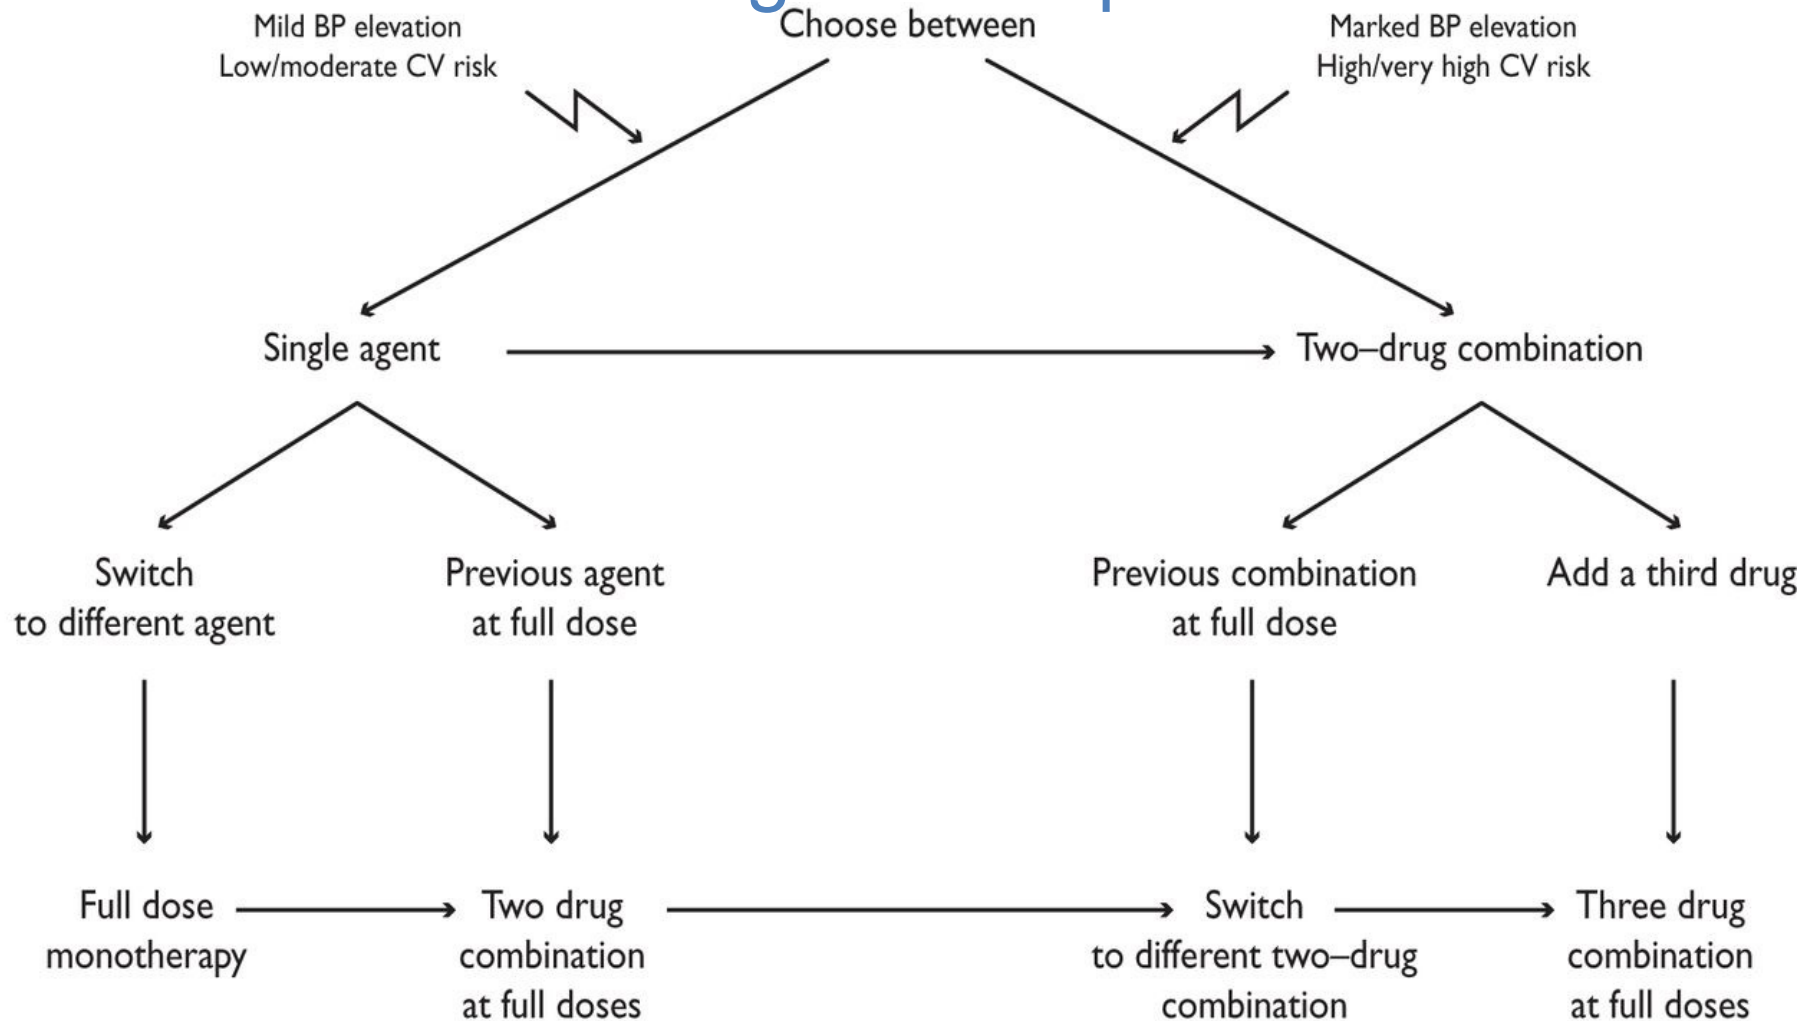 Choose between
Mild BP elevation
Low/moderate CV risk
Marked BP elevation
High/very high CV risk
Single agent
Two–drug combination
Switch
to different agent
Previous agent
at full dose
Previous combination
at full dose
Add a third drug
Full dose
monotherapy
Two drug
combination
at full doses
Switch
to different two–drug
combination
Three drug
combination
at full doses